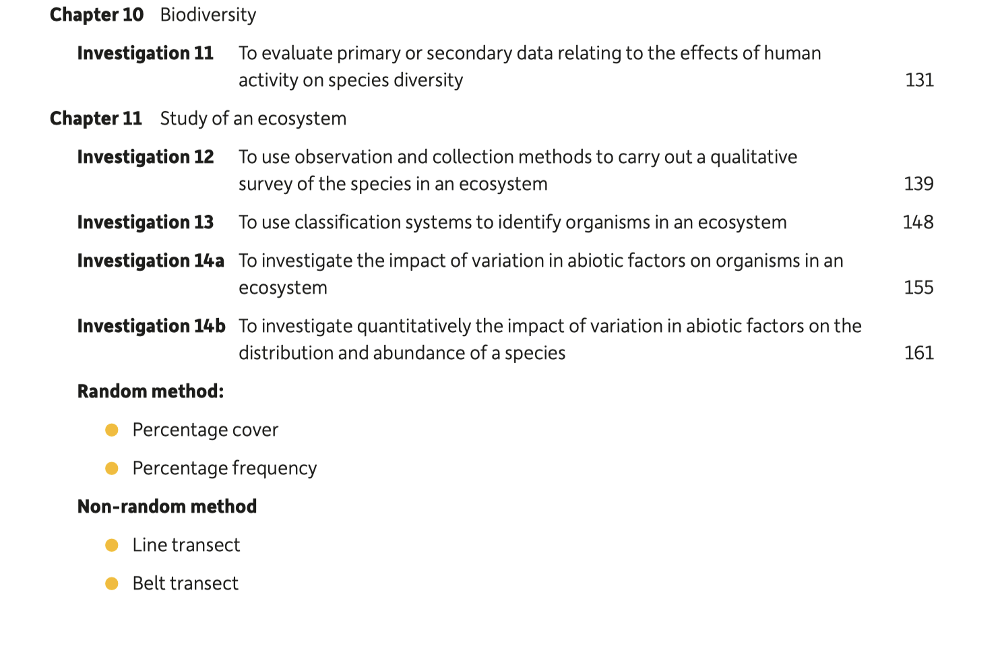 Chapter 10 Biodiversity
Investigation 11 To evaluate primary or secondary data relating to the effects of human
activity on species diversity 131
Chapter 11 Study of an ecosystem
Investigation 12 To use observation and collection methods to carry out a qualitative
survey of the species in an ecosystem 139
Investigation 13 To use classification systems to identify organisms in an ecosystem 148
Investigation 14a To investigate the impact of variation in abiotic factors on organisms in an
ecosystem 155
Investigation 14b To investigate quantitatively the impact of variation in abiotic factors on the
distribution and abundance of a species 161
Random method:
● Percentage cover
● Percentage frequency
Non-random method
● Line transect
● Belt transect